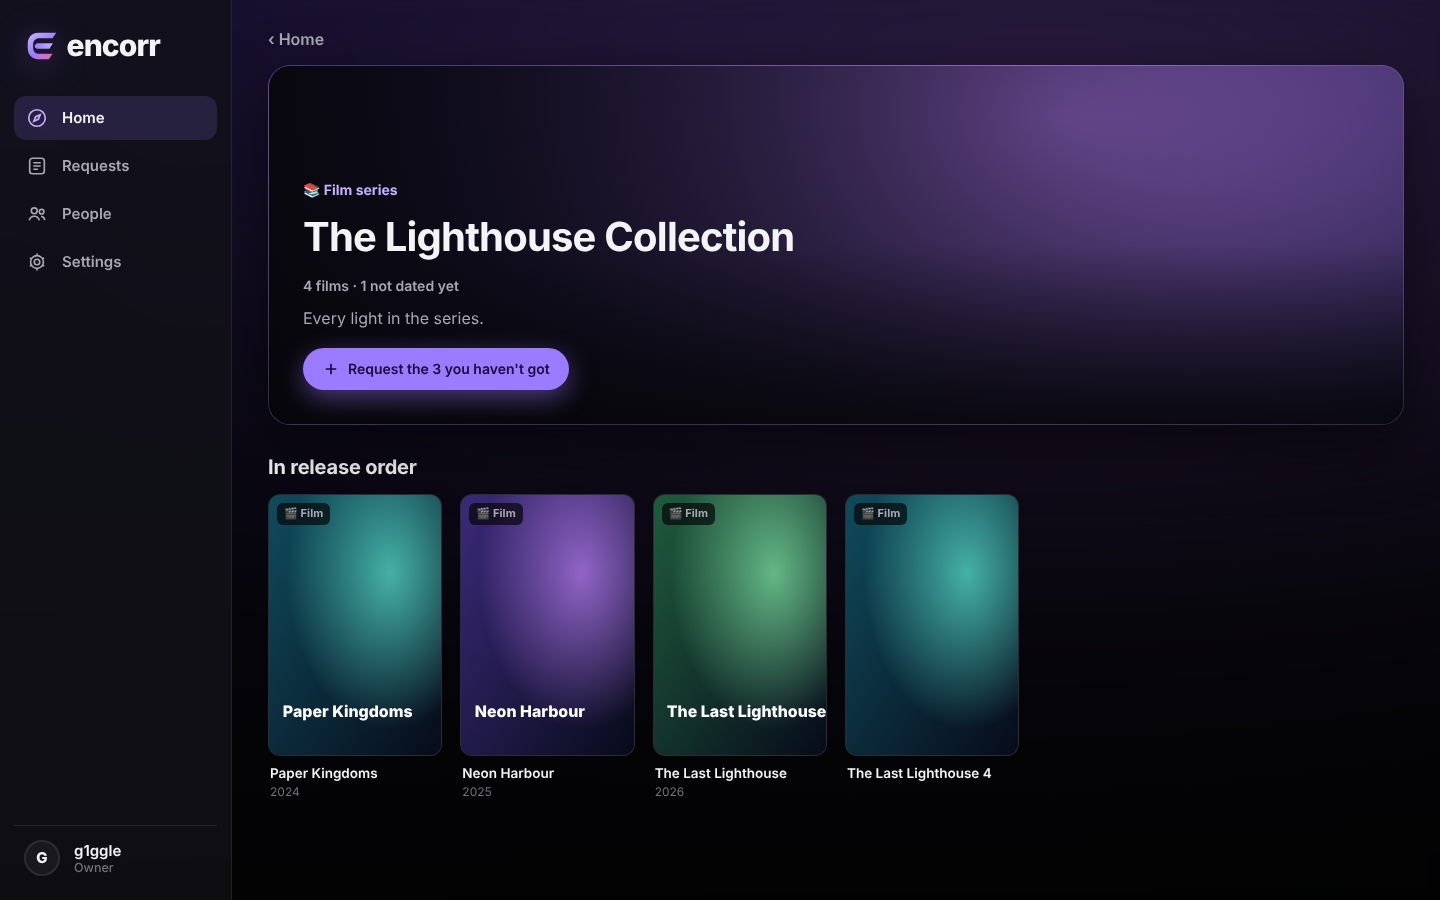 encorr
Home
Requests
People
Settings
g1ggle
Owner
G
‹ Home
📚 Film series
The Lighthouse Collection
4 films · 1 not dated yet
Every light in the series.
+ Request the 3 you haven't got
In release order
🎬 Film
Paper Kingdoms
Paper Kingdoms
2024
🎬 Film
Neon Harbour
Neon Harbour
2025
🎬 Film
The Last Lighthouse
The Last Lighthouse
2026
🎬 Film
The Last Lighthouse 4